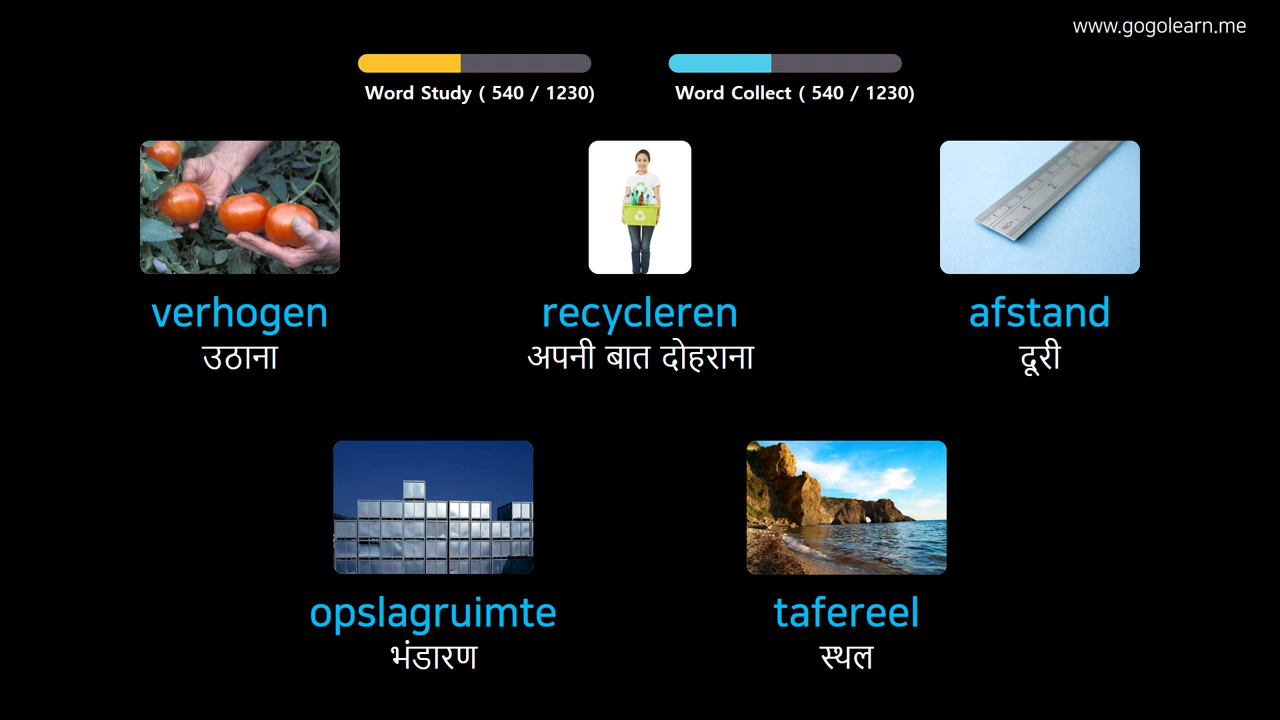 www.gogolearn.me
Word Study ( 540 / 1230)
Word Collect ( 540 / 1230)
verhogen
उठाना
recycleren
अपनी बात दोहराना
afstand
दूरी
opslagruimte
भंडारण
tafereel
स्थल